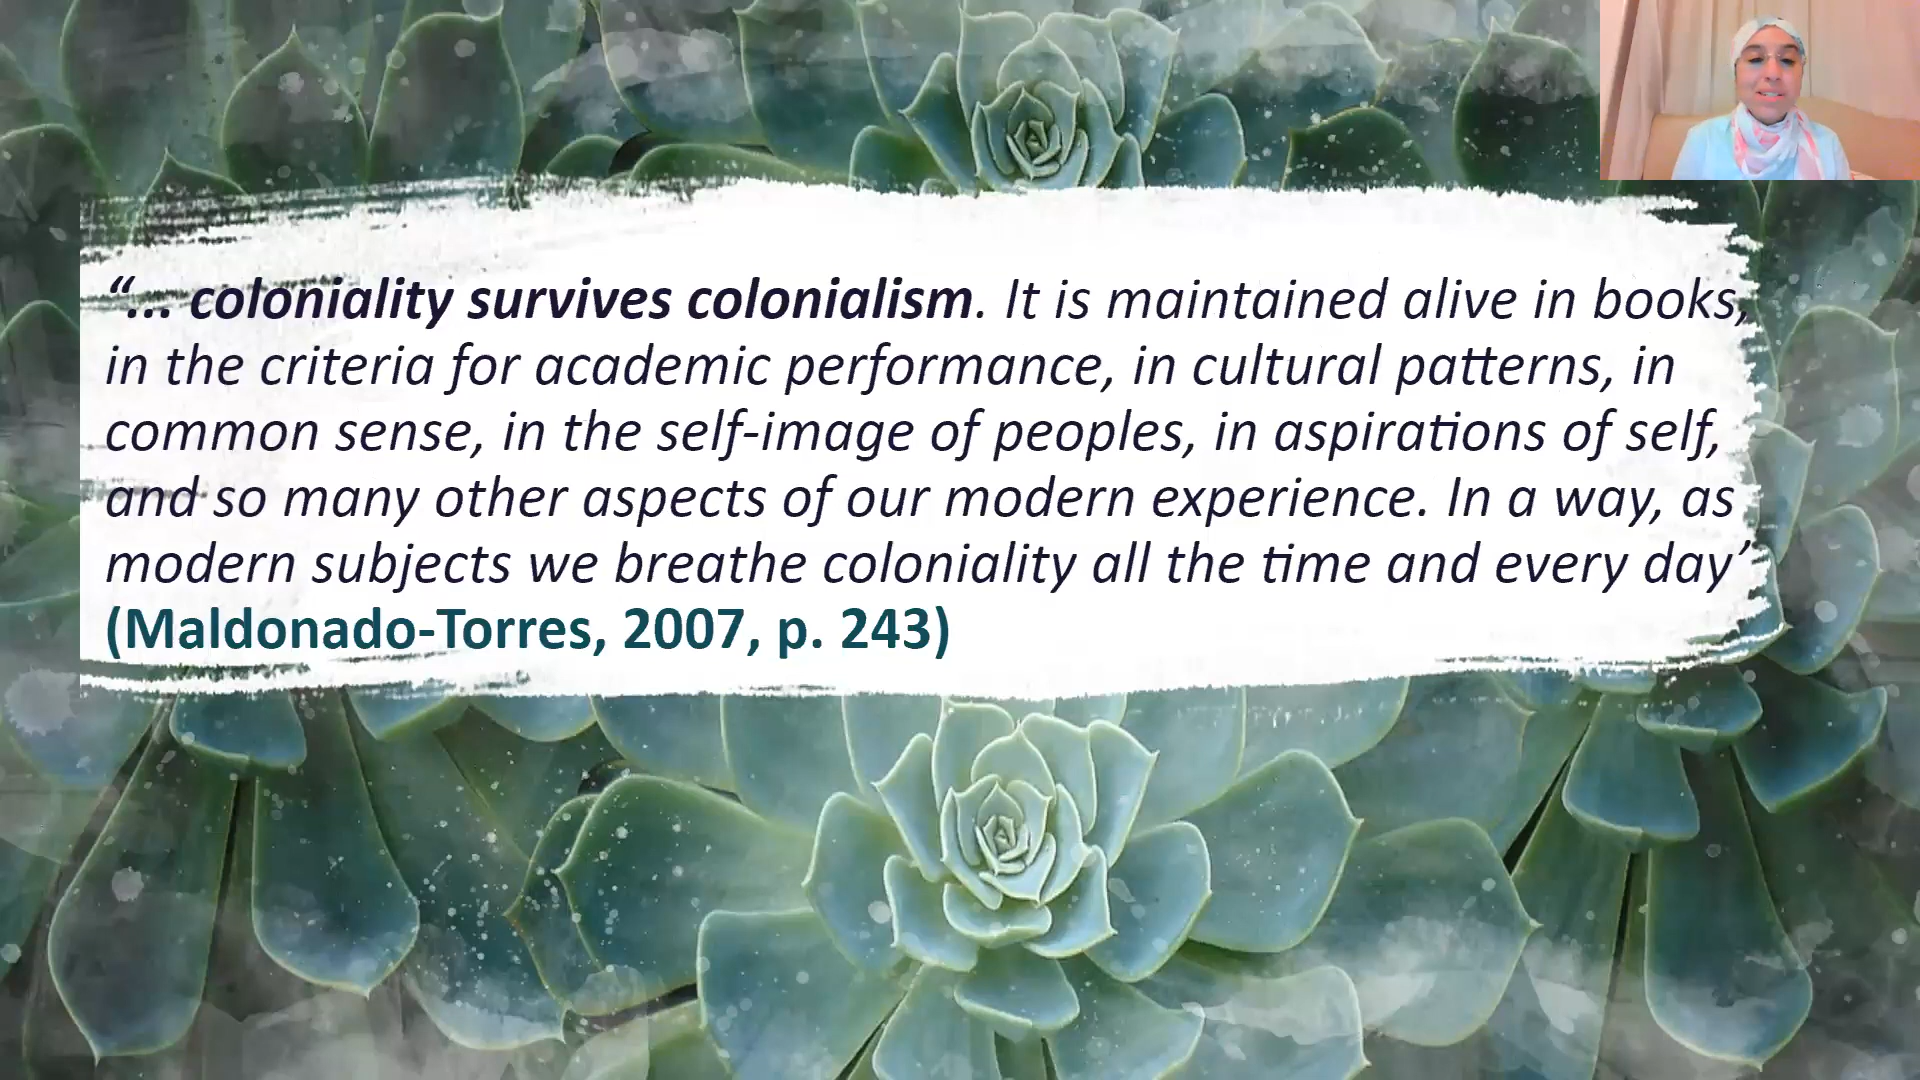 “... coloniality survives colonialism. It is maintained alive in books,
in the criteria for academic performance, in cultural patterns, in
common sense, in the self-image of peoples, in aspirations of self,
and so many other aspects of our modern experience. In a way, as
modern subjects we breathe coloniality all the time and every day’
(Maldonado-Torres, 2007, p. 243)